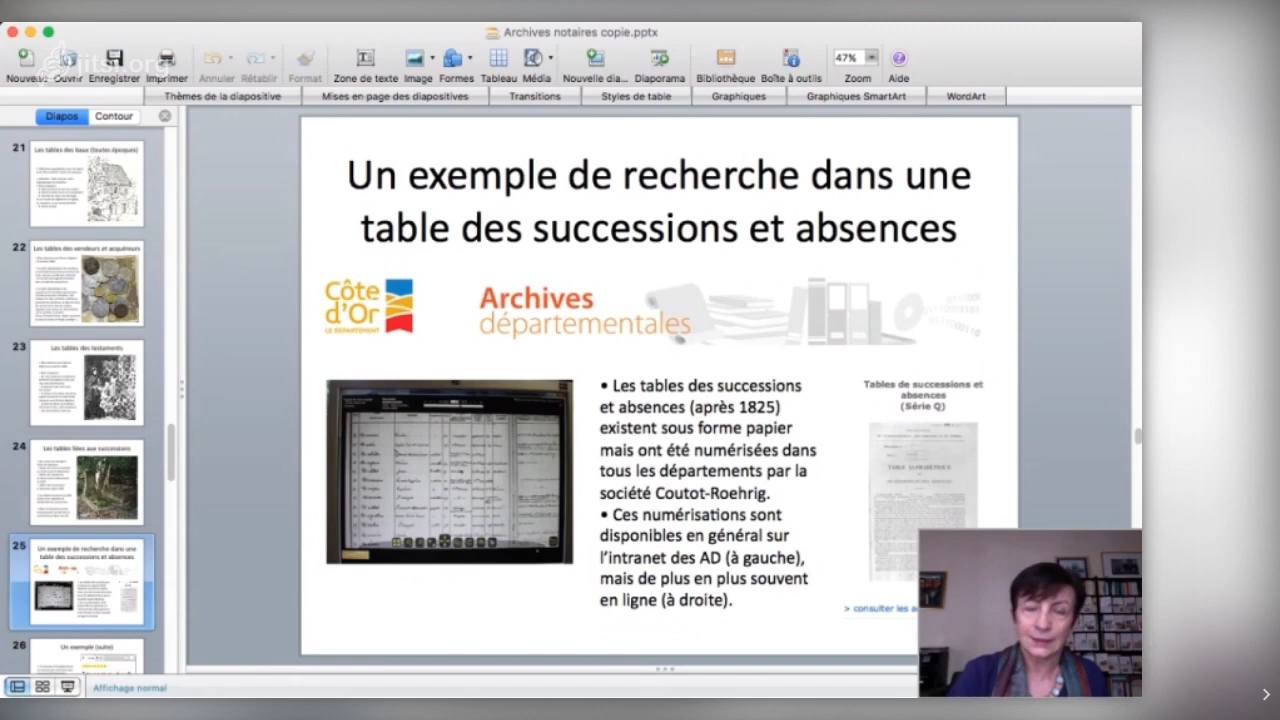 Archives notaires copie.pptx
jitsi.org
Nouveau Ouvrir Enregistrer Imprimer Annuler Rétablir Format Zone de texte Image Formes Tableau Média Nouvelle dia... Diaporama Bibliothèque Boîte à outils 47% Zoom Aide
Thèmes de la diapositive Mises en page des diapositives Transitions Styles de table Graphiques Graphiques SmartArt WordArt
Diapos Contour
21 Les tables des baux (toutes époques)
22 Les tables des vendeurs et acquéreurs
23 Les tables des testaments
24 Les tables liées aux successions
25 Un exemple de recherche dans une
table des successions et absences
26 Un exemple (suite)
Un exemple de recherche dans une
table des successions et absences
Côte
d'Or
LE DÉPARTEMENT
Archives
départementales
• Les tables des successions
et absences (après 1825)
existent sous forme papier
mais ont été numérisées dans
tous les départements par la
société Coutot-Roehrig.
• Ces numérisations sont
disponibles en général sur
l'intranet des AD (à gauche),
mais de plus en plus souvent
en ligne (à droite).
Tables de successions et
absences
(Série Q)
TABLE ALPHABÉTIQUE
> consulter les
Affichage normal